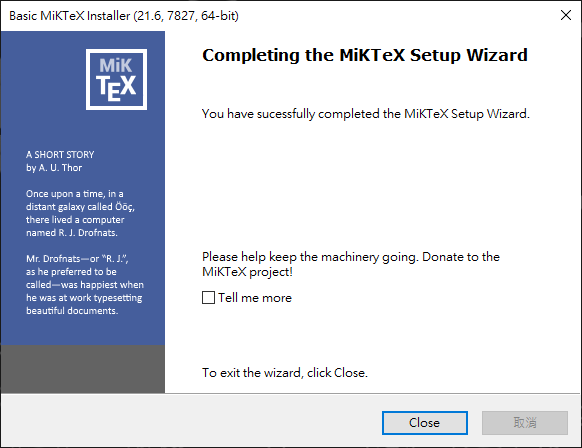 Basic MiKTeX Installer (21.6, 7827, 64-bit)
MiK
TEX
A SHORT STORY
by A. U. Thor
Once upon a time, in a
distant galaxy called Ööç,
there lived a computer
named R. J. Drofnats.
Mr. Drofnats—or “R. J.”,
as he preferred to be
called—was happiest when
he was at work typesetting
beautiful documents.
Completing the MiKTeX Setup Wizard
You have sucessfully completed the MiKTeX Setup Wizard.
Please help keep the machinery going. Donate to the
MiKTeX project!
Tell me more
To exit the wizard, click Close.
Close
取消